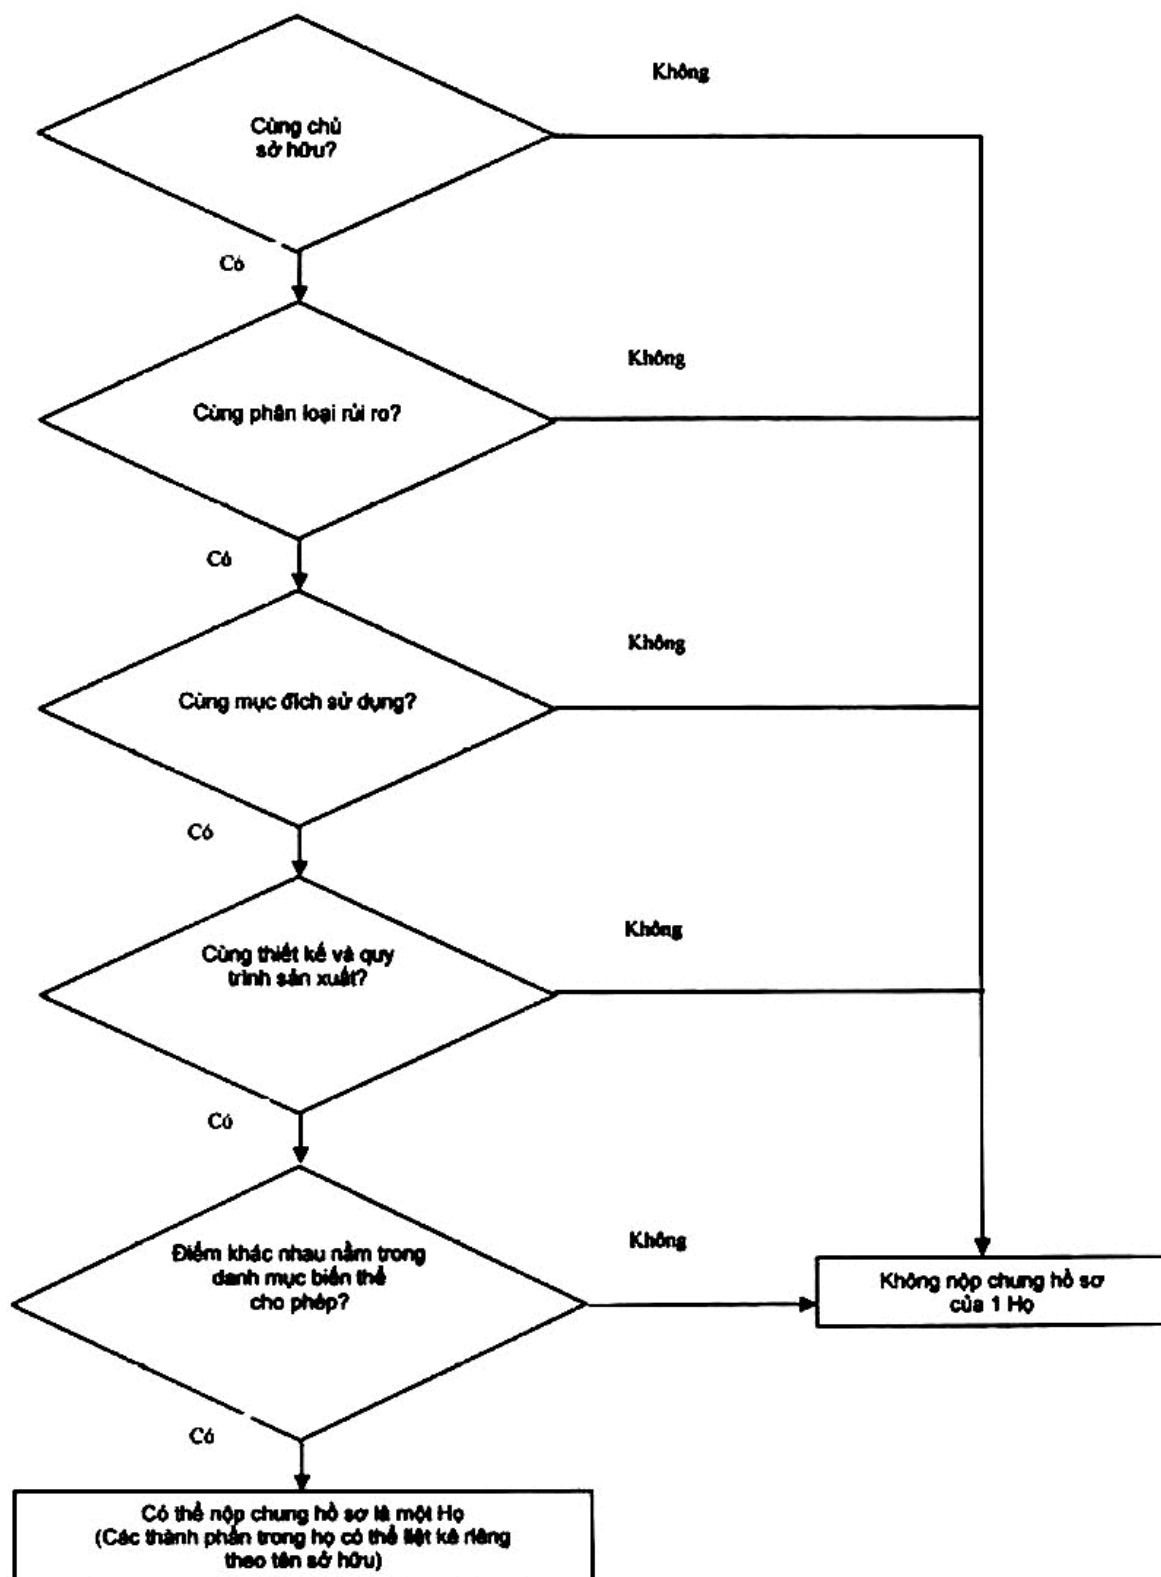 Không
Cùng chủ
sở hữu?
Có
Không
Cùng phân loại rủi ro?
Có
Không
Cùng mục đích sử dụng?
Có
Không
Cùng thiết kế và quy
trình sản xuất?
Có
Không
Điểm khác nhau nằm trong
danh mục biến thể
cho phép?
Không nộp chung hồ sơ
của 1 Họ
Có
Có thể nộp chung hồ sơ là một Họ
(Các thành phần trong họ có thể liệt kê riêng
theo tên sở hữu)